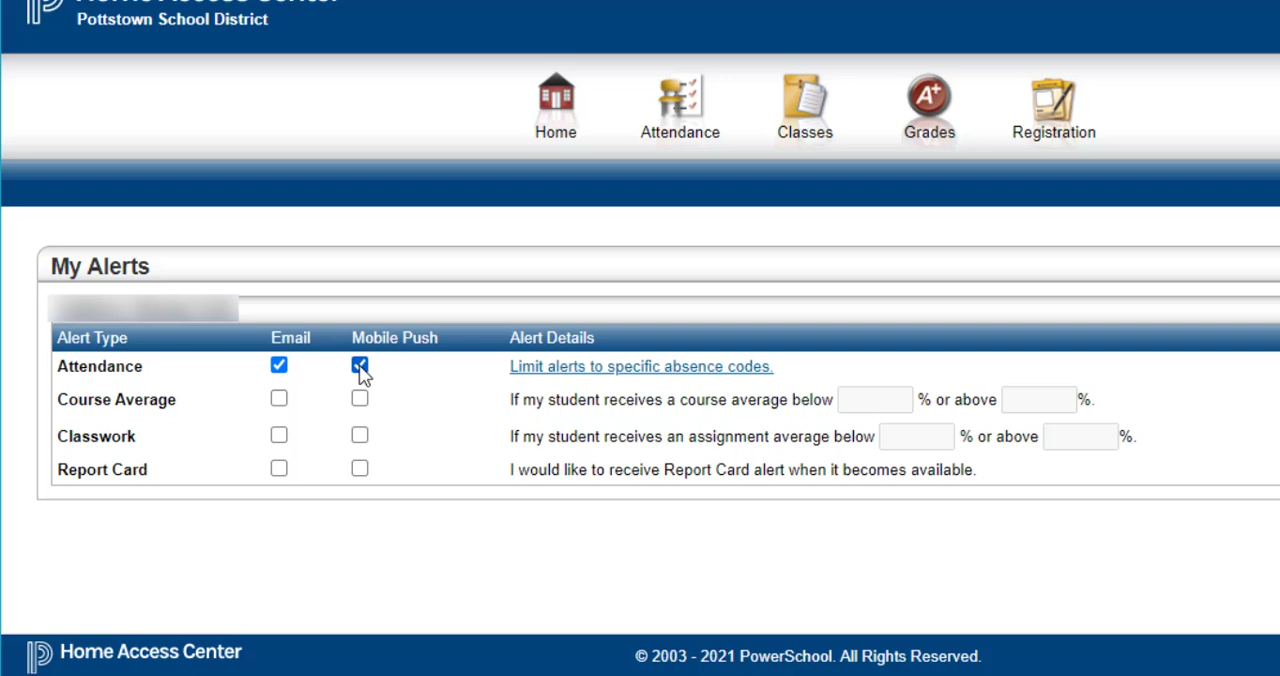 Home Access Center
Pottstown School District
Home Attendance Classes A+ Grades Registration
My Alerts
Alert Type Email Mobile Push Alert Details
Attendance Limit alerts to specific absence codes.
Course Average If my student receives a course average below % or above %.
Classwork If my student receives an assignment average below % or above %.
Report Card I would like to receive Report Card alert when it becomes available.
Home Access Center © 2003 - 2021 PowerSchool. All Rights Reserved.